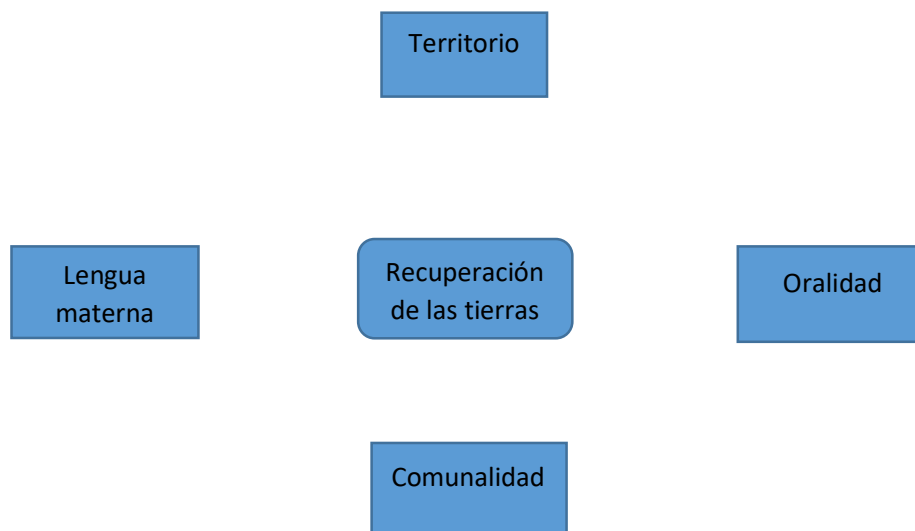 Territorio
Lengua
materna
Recuperación
de las tierras
Oralidad
Comunalidad